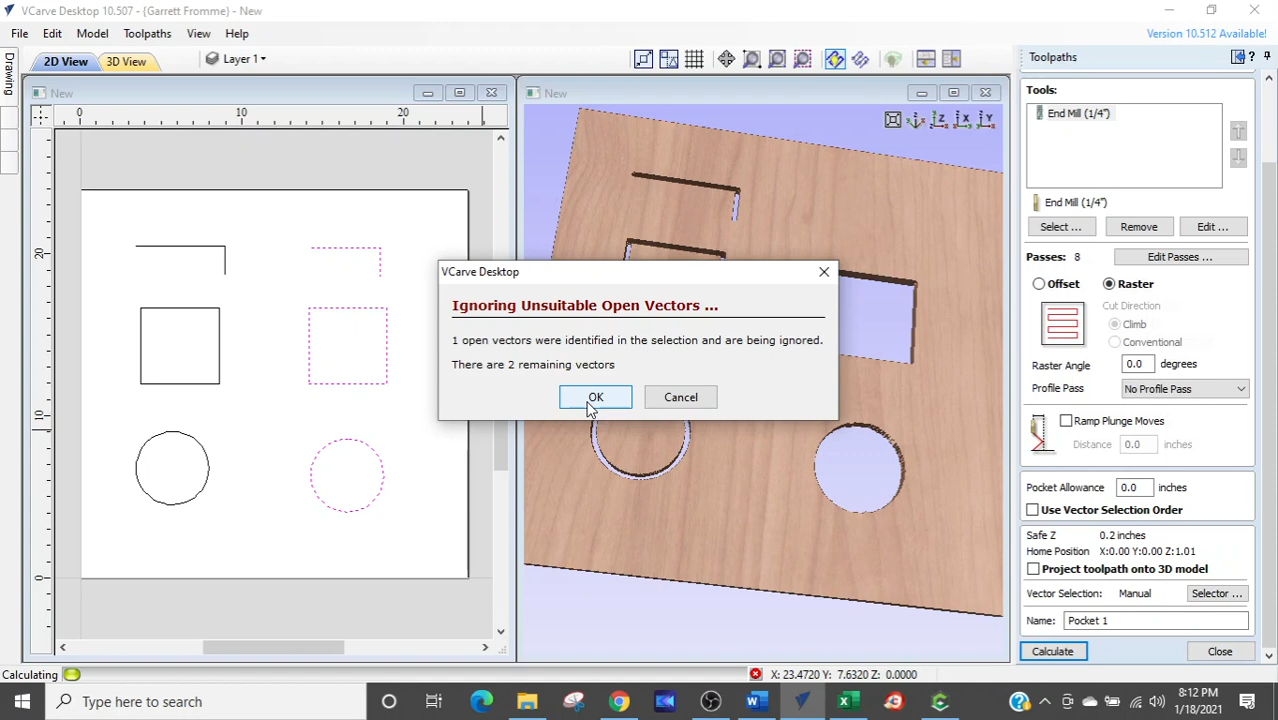 VCarve Desktop 10.507 - {Garrett Fromme} - New
File Edit Model Toolpaths View Help
Version 10.512 Available!
2D View 3D View Layer 1
Drawing
New
0 10 20
20
10
0
New
Z X Y
VCarve Desktop
Ignoring Unsuitable Open Vectors ...
1 open vectors were identified in the selection and are being ignored.
There are 2 remaining vectors
OK Cancel
Toolpaths
Tools:
End Mill (1/4")
End Mill (1/4")
Select ... Remove Edit ...
Passes: 8 Edit Passes ...
Offset Raster
Cut Direction
Climb
Conventional
Raster Angle 0.0 degrees
Profile Pass No Profile Pass
Ramp Plunge Moves
Distance 0.0 inches
Pocket Allowance 0.0 inches
Use Vector Selection Order
Safe Z 0.2 inches
Home Position X:0.00 Y:0.00 Z:1.01
Project toolpath onto 3D model
Vector Selection: Manual Selector ...
Name: Pocket 1
Calculate Close
Calculating
X: 23.4720 Y: 7.6320 Z: 0.0000
Type here to search
8:12 PM
1/18/2021